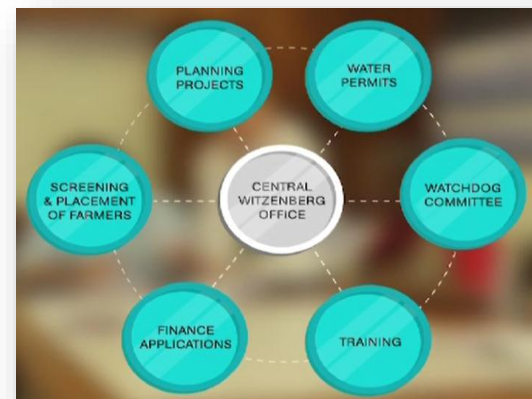 PLANNING
PROJECTS
WATER
PERMITS
SCREENING
& PLACEMENT
OF FARMERS
CENTRAL
WITZENBERG
OFFICE
WATCHDOG
COMMITTEE
FINANCE
APPLICATIONS
TRAINING